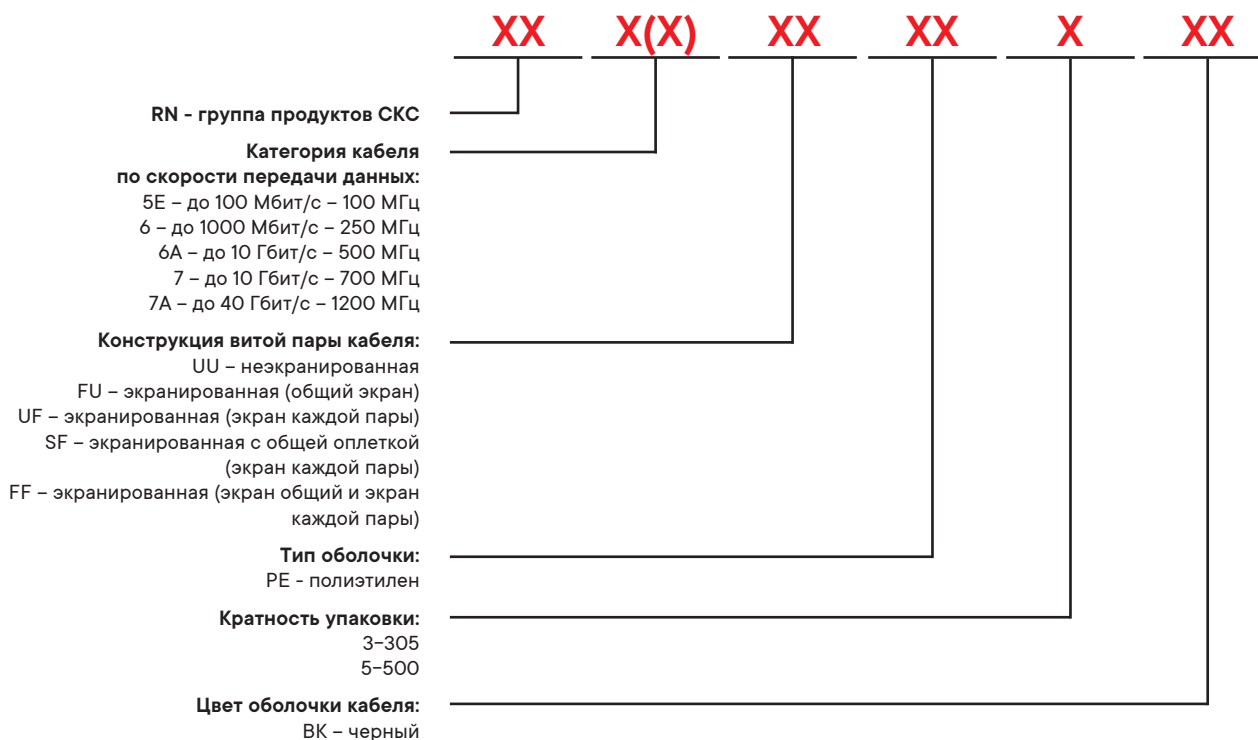 XX X(X) XX XX X XX
RN - группа продуктов СКС
Категория кабеля
по скорости передачи данных:
5E – до 100 Мбит/с – 100 МГц
6 – до 1000 Мбит/с – 250 МГц
6A – до 10 Гбит/с – 500 МГц
7 – до 10 Гбит/с – 700 МГц
7A – до 40 Гбит/с – 1200 МГц
Конструкция витой пары кабеля:
UU – неэкранированная
FU – экранированная (общий экран)
UF – экранированная (экран каждой пары)
SF – экранированная с общей оплеткой
(экран каждой пары)
FF – экранированная (экран общий и экран
каждой пары)
Тип оболочки:
PE - полиэтилен
Кратность упаковки:
3–305
5–500
Цвет оболочки кабеля:
BK – черный